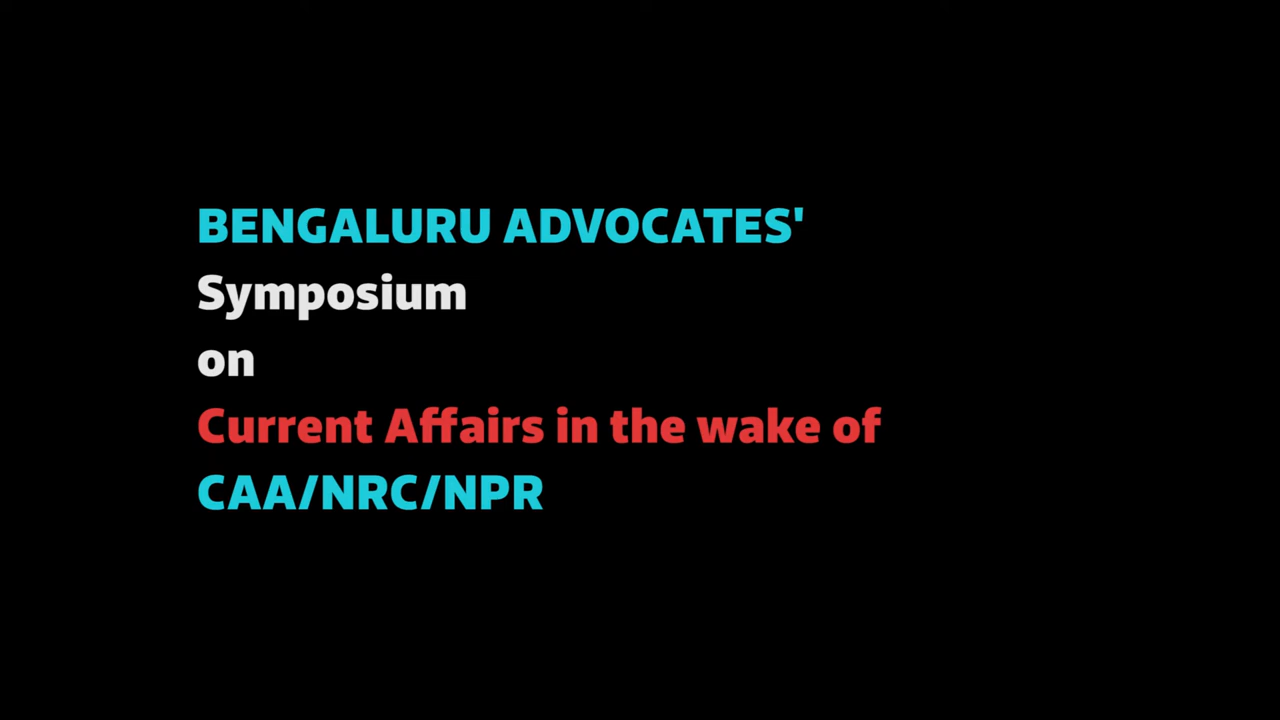 BENGALURU ADVOCATES'
Symposium
on
Current Affairs in the wake of
CAA/NRC/NPR